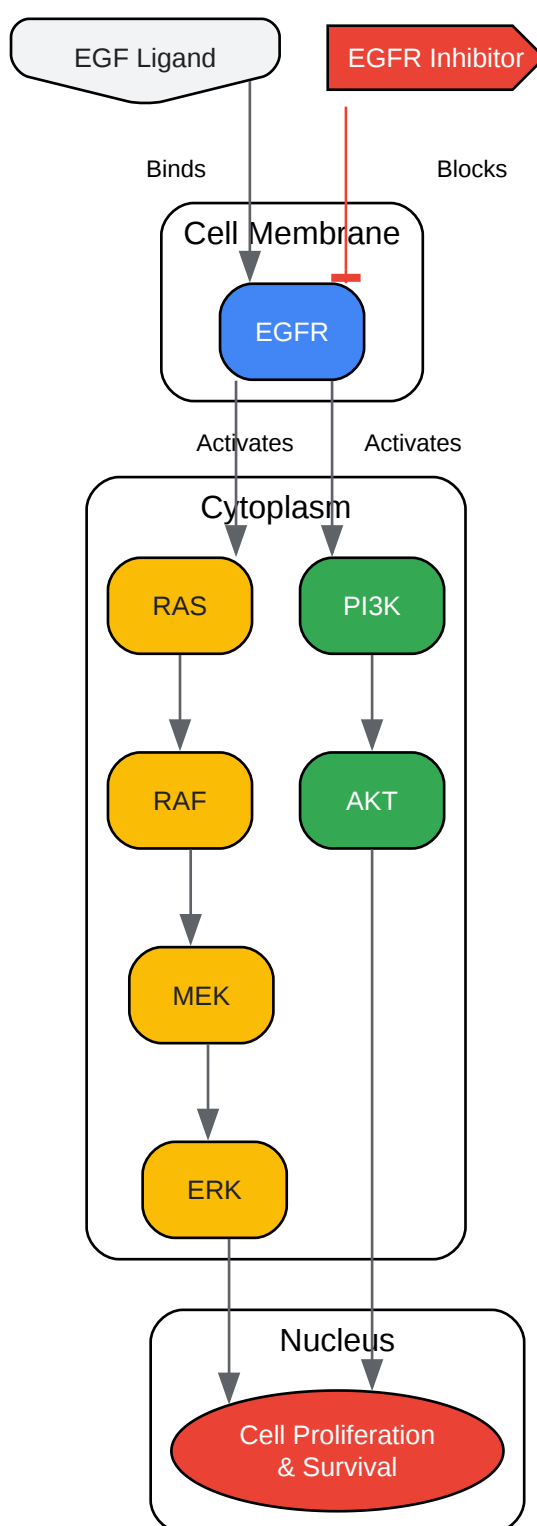 EGF Ligand
EGFR Inhibitor
Binds
Blocks
Cell Membrane
EGFR
Activates
Activates
Cytoplasm
RAS
PI3K
RAF
AKT
MEK
ERK
Nucleus
Cell Proliferation
& Survival